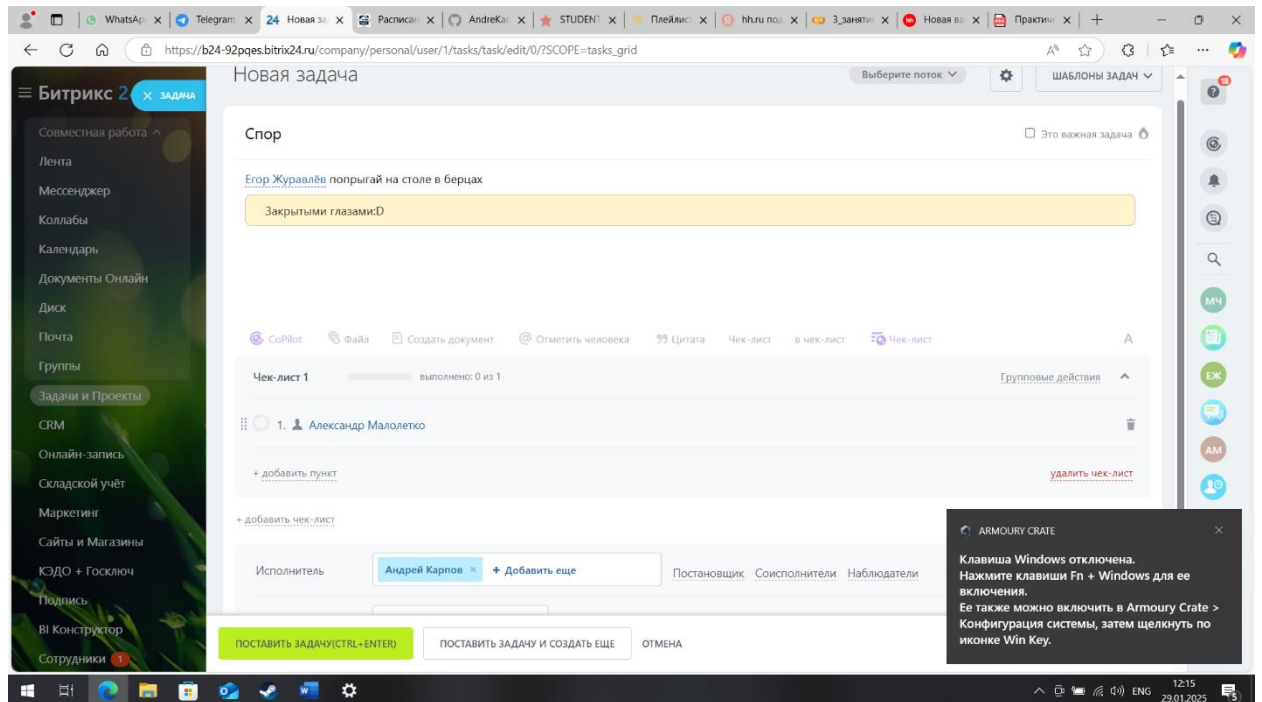 WhatsAp
Telegram
24 Новая за
Расписан
AndreKar
STUDENT
Плейлис
hh.ru под
3_заняти
Новая ва
Практич
https://b24-92pqes.bitrix24.ru/company/personal/user/1/tasks/task/edit/0/?SCOPE=tasks_grid
Битрикс 2
× ЗАДАЧА
Новая задача
Выберите поток
ШАБЛОНЫ ЗАДАЧ
18
Совместная работа
Лента
Мессенджер
Коллабы
Календарь
Документы Онлайн
Диск
Почта
Группы
Задачи и Проекты
CRM
Онлайн-запись
Складской учёт
Маркетинг
Сайты и Магазины
КЭДО + Госключ
Подпись
BI Конструктор
Сотрудники 1
Спор
Это важная задача
Егор Журавлёв попрыгай на столе в берцах
Закрытыми глазами:D
CoPilot Файл Создать документ @ Отметить человека Цитата Чек-лист в чек-лист Чек-лист A
Чек-лист 1 выполнено: 0 из 1 Групповые действия
1. Александр Малолетко
+ добавить пункт удалить чек-лист
+ добавить чек-лист
Исполнитель Андрей Карпов × + Добавить еще Постановщик Соисполнители Наблюдатели
ПОСТАВИТЬ ЗАДАЧУ(CTRL+ENTER) ПОСТАВИТЬ ЗАДАЧУ И СОЗДАТЬ ЕЩЕ ОТМЕНА
МЧ
ЕЖ
АМ
ARMOURY CRATE
Клавиша Windows отключена.
Нажмите клавиши Fn + Windows для ее
включения.
Ее также можно включить в Armoury Crate >
Конфигурация системы, затем щелкнуть по
иконке Win Key.
ENG
12:15
29.01.2025
5